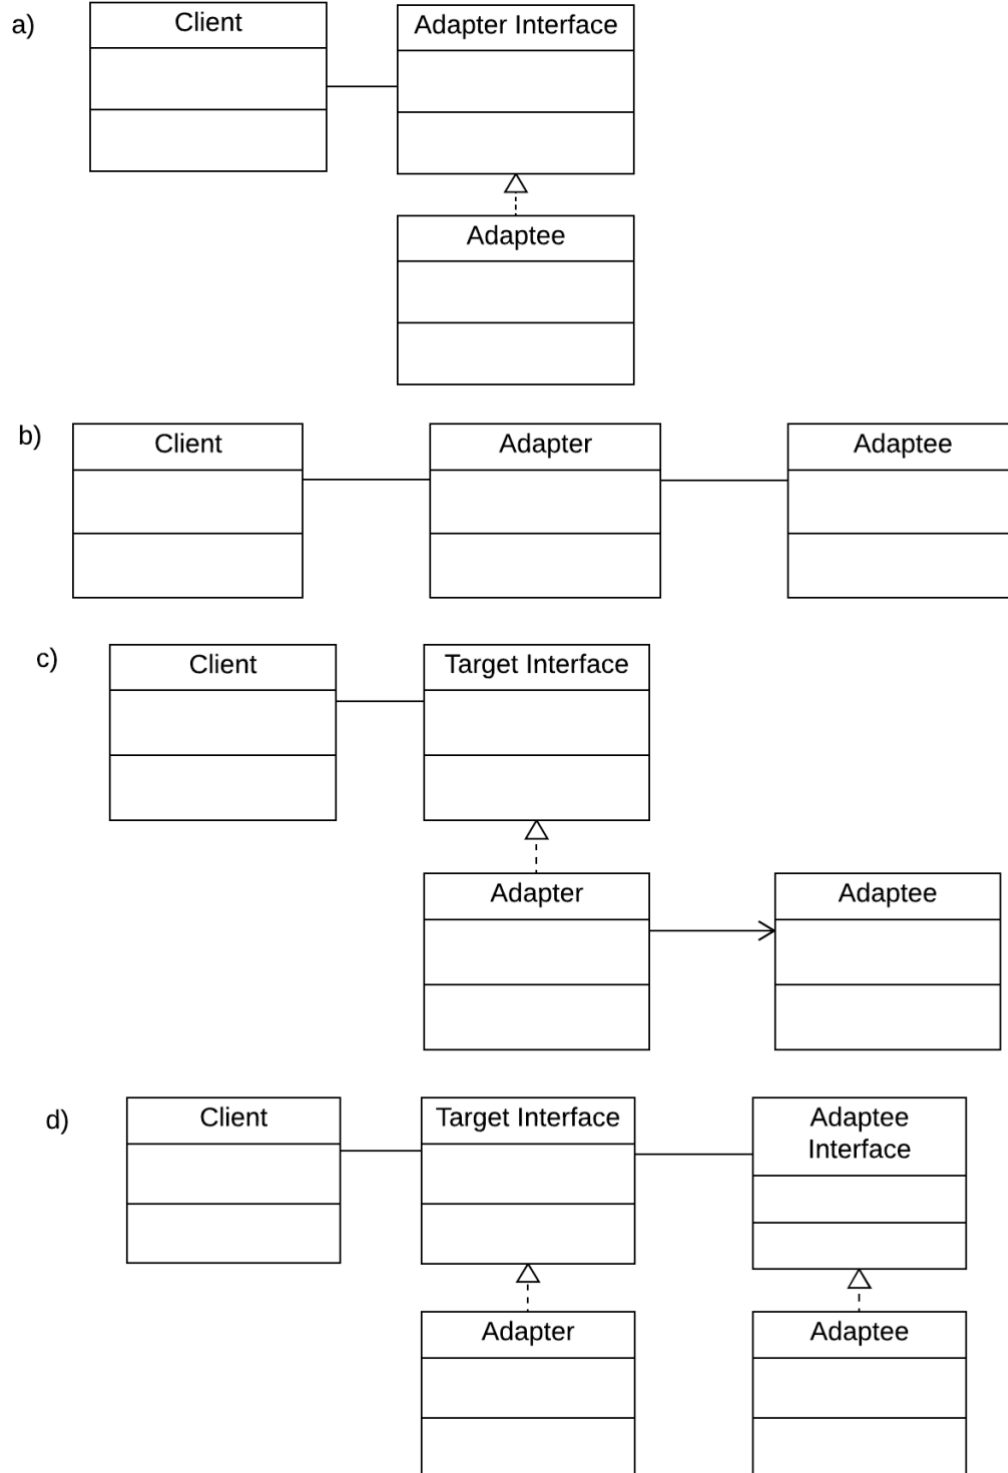 a)
Client
Adapter Interface
Adaptee
b)
Client
Adapter
Adaptee
c)
Client
Target Interface
Adapter
Adaptee
d)
Client
Target Interface
Adaptee
Interface
Adapter
Adaptee